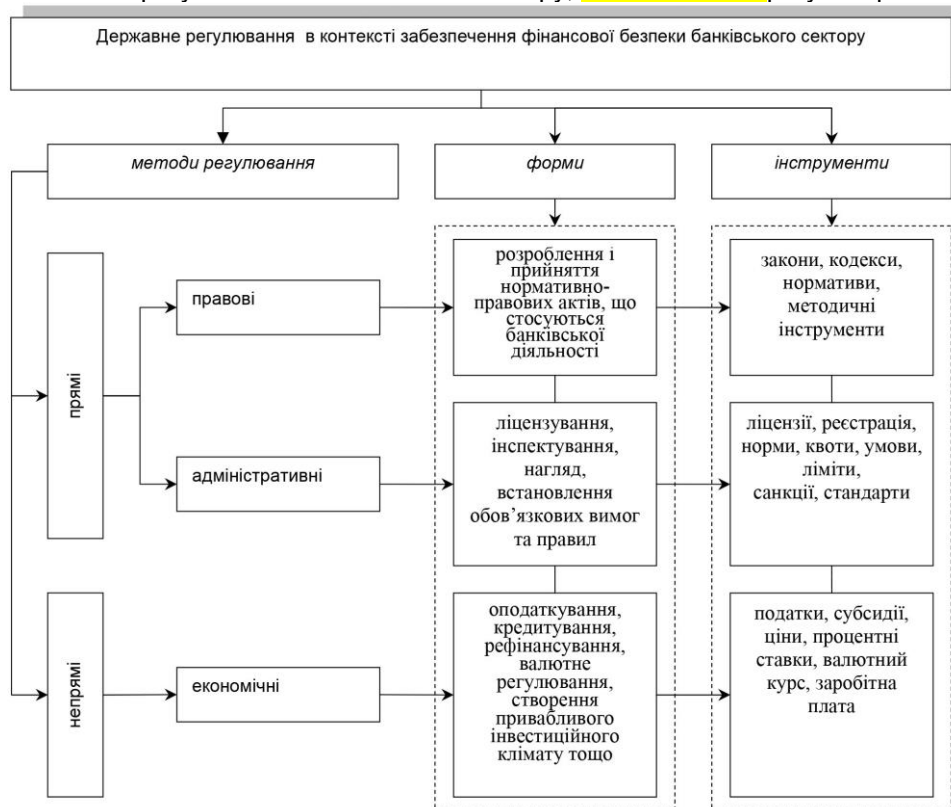 Державне регулювання в контексті забезпечення фінансової безпеки банківського сектору
методи регулювання
форми
інструменти
прямі
правові
розроблення і
прийняття
нормативно-
правових актів, що
стосуються
банківської
діяльності
закони, кодекси,
нормативи,
методичні
інструменти
адміністративні
ліцензування,
інспектування,
нагляд,
встановлення
обов’язкових вимог
та правил
ліцензії, реєстрація,
норми, квоти, умови,
ліміти,
санкції, стандарти
непрямі
економічні
оподаткування,
кредитування,
рефінансування,
валютне
регулювання,
створення
привабливого
інвестиційного
клімату тощо
податки, субсидії,
ціни, процентні
ставки, валютний
курс, заробітна
плата